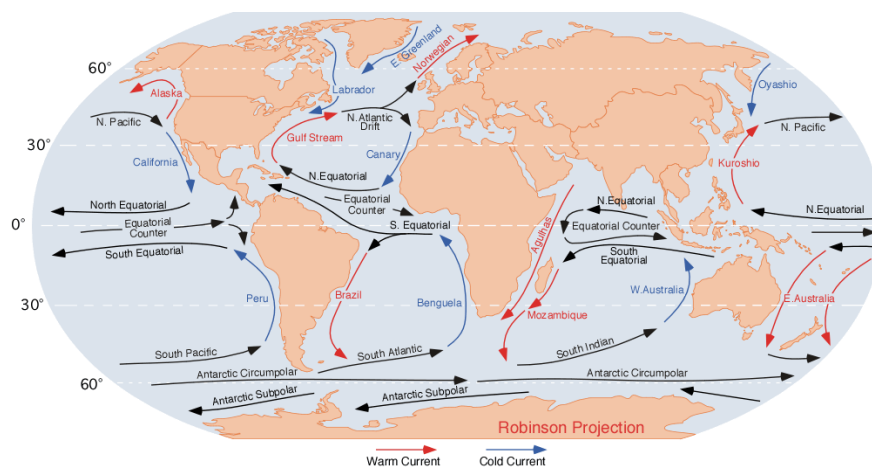 60°
30°
0°
30°
60°
Alaska
N. Pacific
California
Labrador
E. Greenland
Norwegian
N.Atlantic
Drift
Gulf Stream
Canary
N.Equatorial
Equatorial
Counter
S. Equatorial
North Equatorial
Equatorial
Counter
South Equatorial
Peru
Brazil
Benguela
Agulhas
Mozambique
N.Equatorial
Equatorial Counter
South
Equatorial
W.Australia
E.Australia
Oyashio
N. Pacific
Kuroshio
N.Equatorial
South Pacific
South Atlantic
South Indian
Antarctic Circumpolar
Antarctic Circumpolar
Antarctic Subpolar
Antarctic Subpolar
Robinson Projection
Warm Current
Cold Current